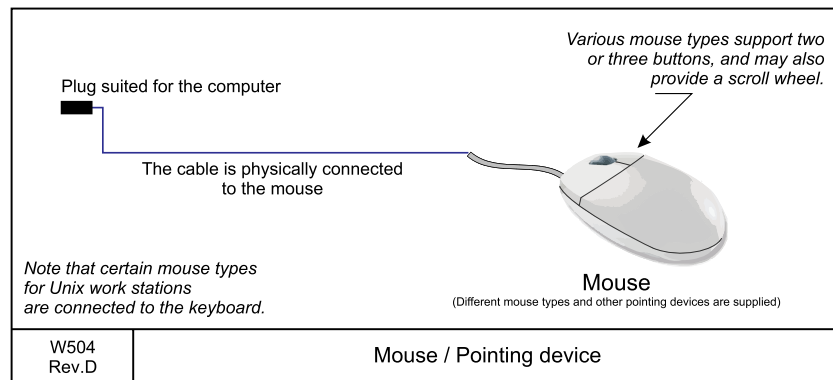 Various mouse types support two
or three buttons, and may also
provide a scroll wheel.
Plug suited for the computer
The cable is physically connected
to the mouse
Note that certain mouse types
for Unix work stations
are connected to the keyboard.
Mouse
(Different mouse types and other pointing devices are supplied)
W504
Rev.D
Mouse / Pointing device